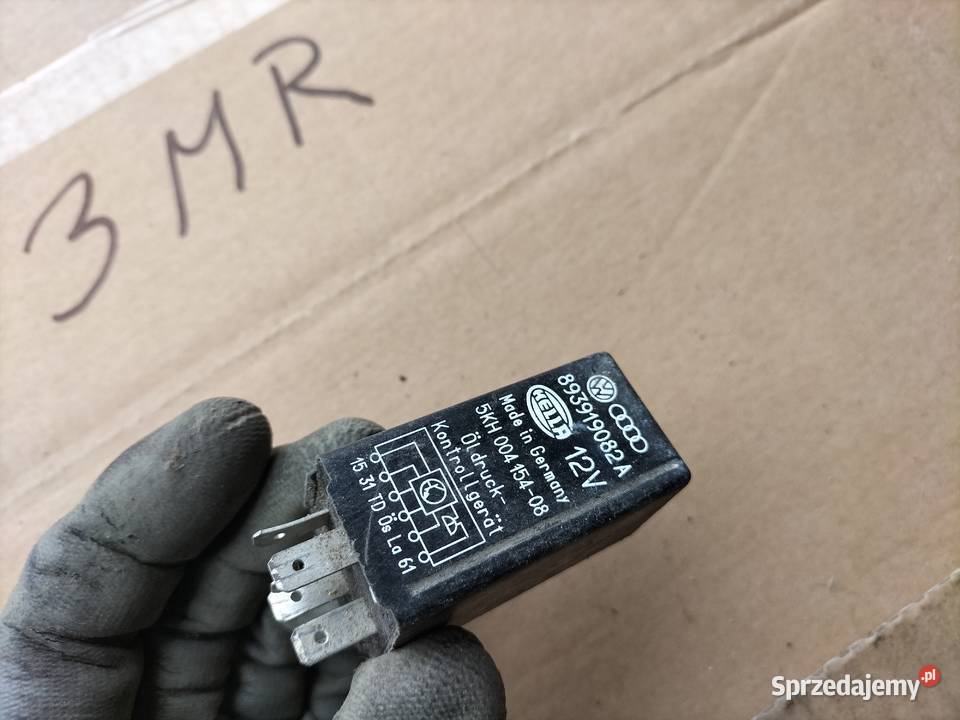 3MR
893919082A
HELLA 12V
Made in Germany
5KH 004 154-08
Öldruck-
Kontrollgerät
15 31 TD Ös La 61
Sprzedajemy.pl